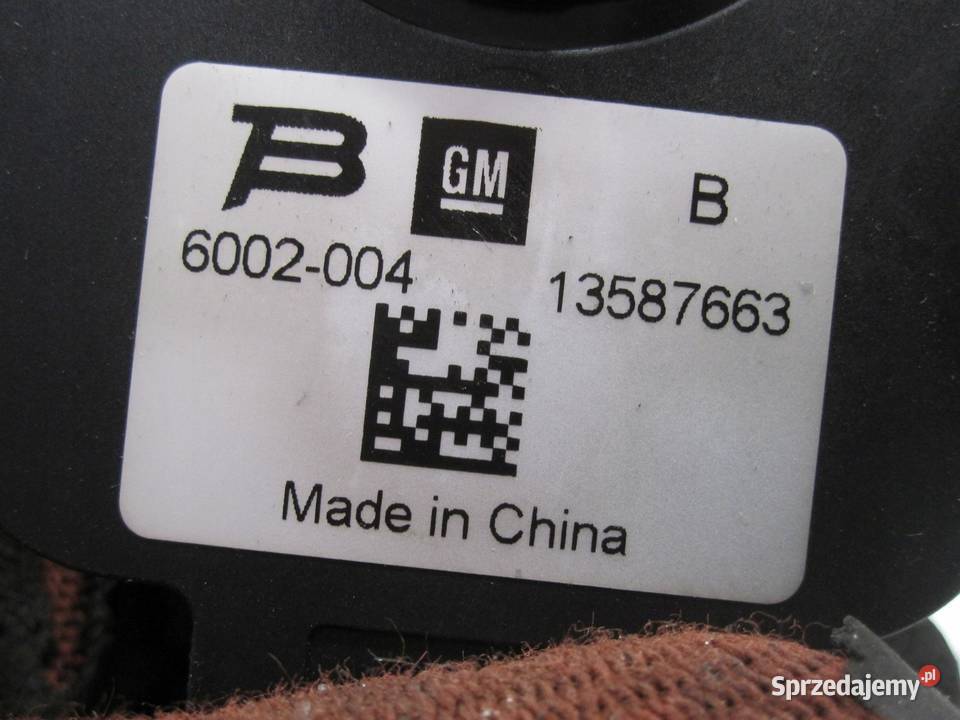 B GM B
6002-004 13587663
Made in China
Sprzedajemy.pl